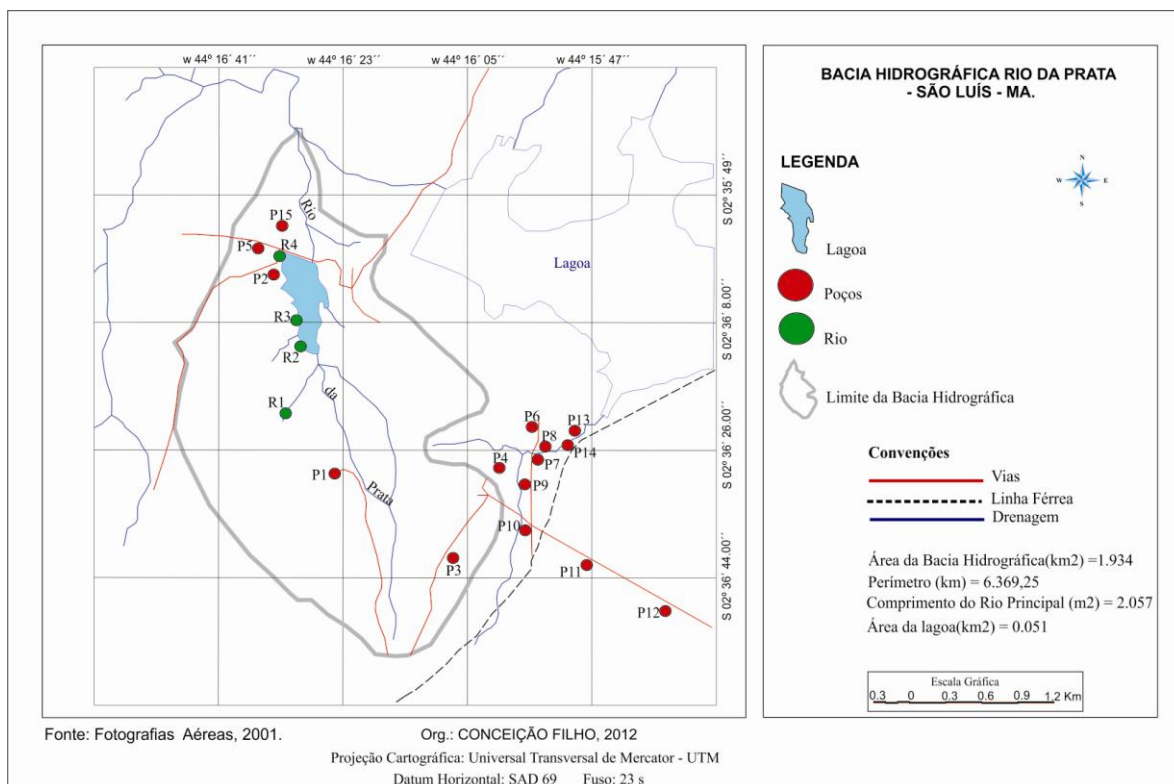 w 44º 16´ 41´´ w 44º 16´ 23´´ w 44º 16´ 05´´ w 44º 15´ 47´´
S 02º 35´ 49´´
S 02º 36´ 8.00´´
S 02º 36´ 26.00´´
S 02º 36´ 44.00´´
Rio
da
Prata
Lagoa
P15
P5
R4
P2
R3
R2
R1
P1
P3
P6
P13
P8
P14
P4
P7
P9
P10
P11
P12
BACIA HIDROGRÁFICA RIO DA PRATA
- SÃO LUÍS - MA.
N
W E
S
LEGENDA
Lagoa
Poços
Rio
Limite da Bacia Hidrográfica
Convenções
Vias
Linha Férrea
Drenagem
Área da Bacia Hidrográfica(km2) =1.934
Perímetro (km) = 6.369,25
Comprimento do Rio Principal (m2) = 2.057
Área da lagoa(km2) = 0.051
Escala Gráfica
0.3 0 0.3 0.6 0.9 1.2 Km
Fonte: Fotografias Aéreas, 2001. Org.: CONCEIÇÃO FILHO, 2012
Projeção Cartográfica: Universal Transversal de Mercator - UTM
Datum Horizontal: SAD 69 Fuso: 23 s